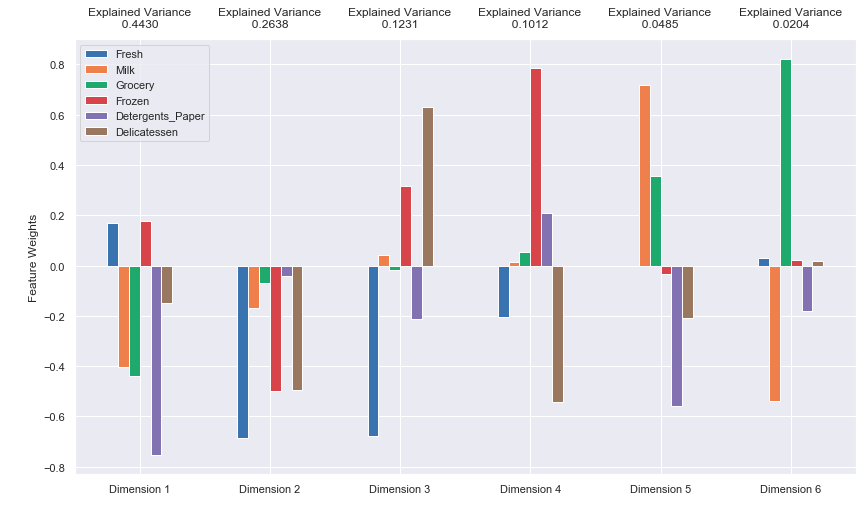 Explained Variance
0.4430
Explained Variance
0.2638
Explained Variance
0.1231
Explained Variance
0.1012
Explained Variance
0.0485
Explained Variance
0.0204
Fresh
Milk
Grocery
Frozen
Detergents_Paper
Delicatessen
Feature Weights
0.8
0.6
0.4
0.2
0.0
−0.2
−0.4
−0.6
−0.8
Dimension 1
Dimension 2
Dimension 3
Dimension 4
Dimension 5
Dimension 6